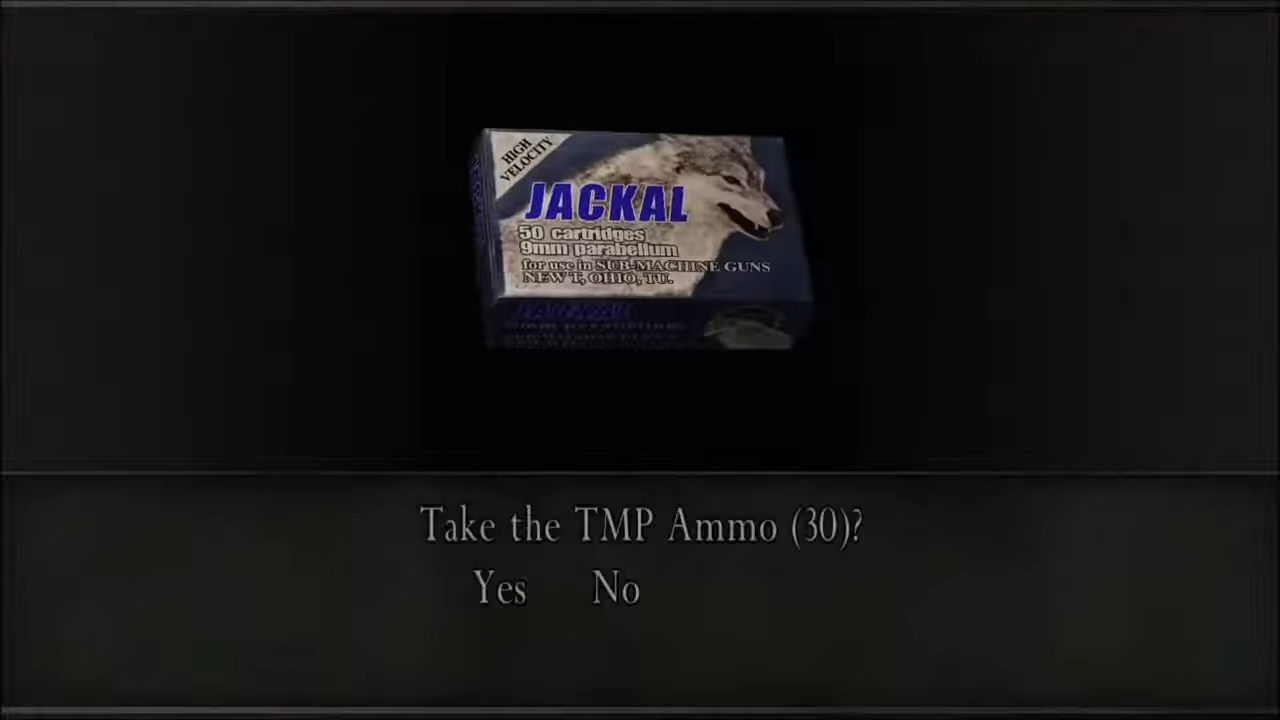 HIGH
VELOCITY
JACKAL
50 cartridges
9mm parabellum
for use in SUB-MACHINE GUNS
NEW T, OHIO, TU.
Take the TMP Ammo (30)?
Yes No